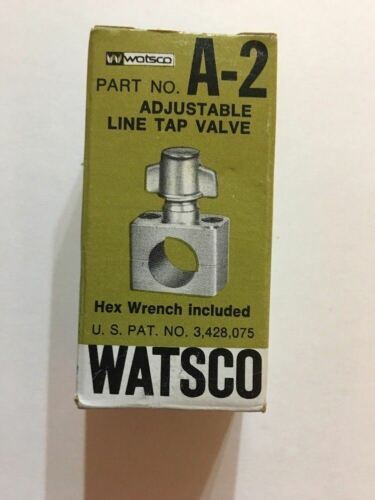 watsco
PART NO. A-2
ADJUSTABLE
LINE TAP VALVE
Hex Wrench included
U. S. PAT. NO. 3,428,075
WATSCO